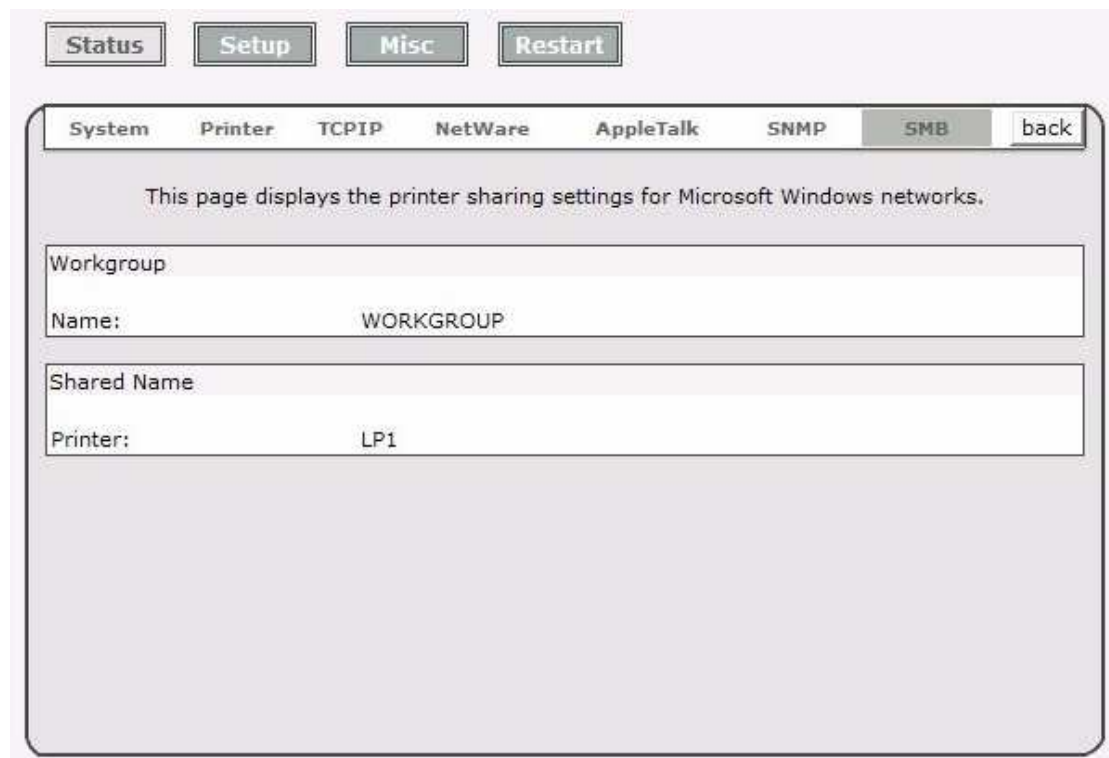 Status Setup Misc Restart
System Printer TCPIP NetWare AppleTalk SNMP SMB back
This page displays the printer sharing settings for Microsoft Windows networks.
Workgroup
Name: WORKGROUP
Shared Name
Printer: LP1